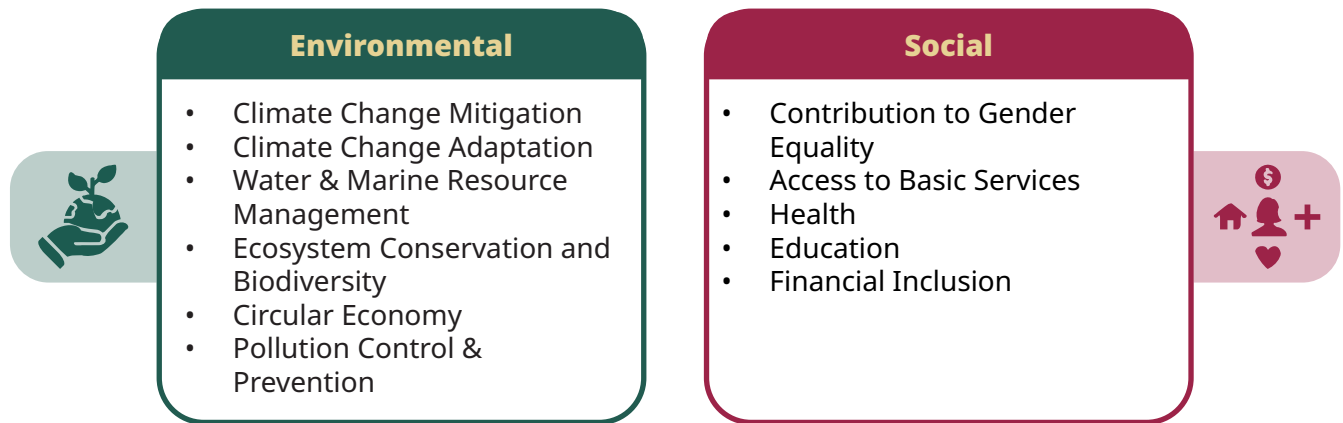 Environmental
• Climate Change Mitigation
• Climate Change Adaptation
• Water & Marine Resource
Management
• Ecosystem Conservation and
Biodiversity
• Circular Economy
• Pollution Control &
Prevention
Social
• Contribution to Gender
Equality
• Access to Basic Services
• Health
• Education
• Financial Inclusion
$